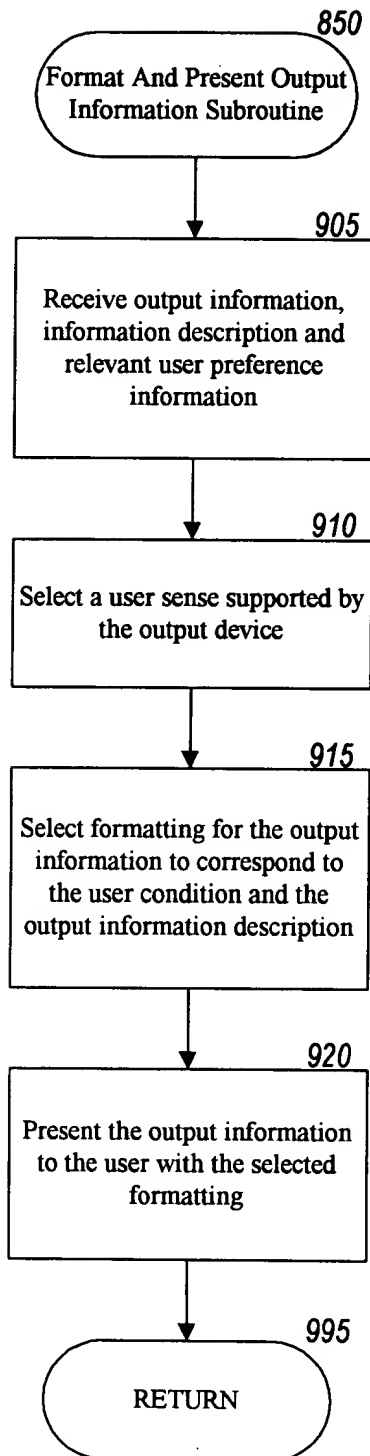 850
Format And Present Output
Information Subroutine
905
Receive output information,
information description and
relevant user preference
information
910
Select a user sense supported by
the output device
915
Select formatting for the output
information to correspond to
the user condition and the
output information description
920
Present the output information
to the user with the selected
formatting
995
RETURN